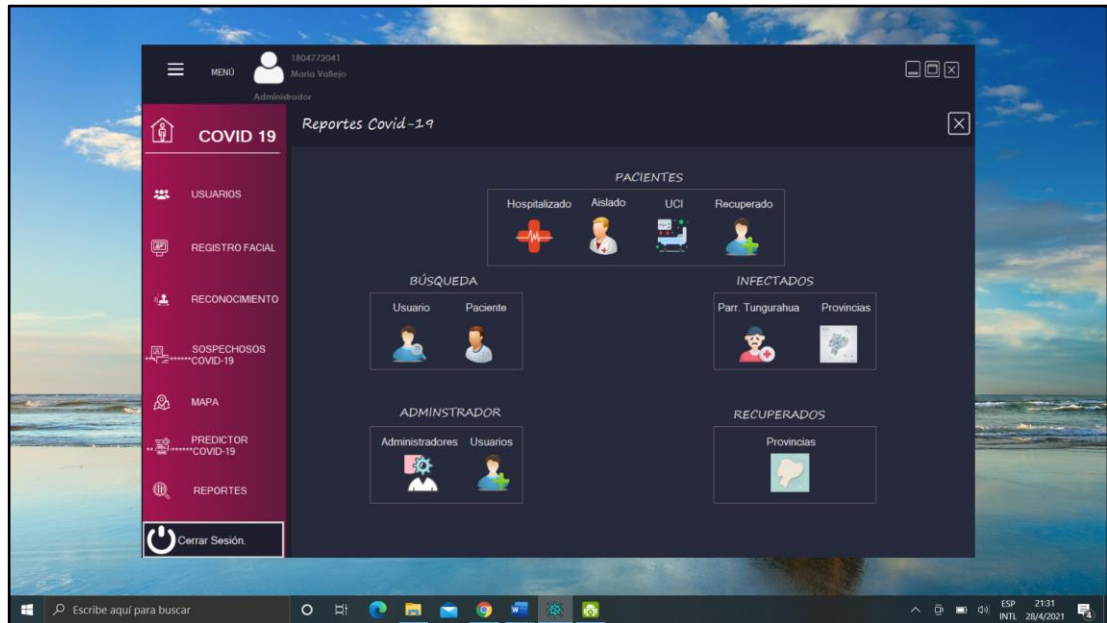 MENÚ
1804772041
Maria Vallejo
Administrador
COVID 19
USUARIOS
REGISTRO FACIAL
RECONOCIMIENTO
SOSPECHOSOS
COVID-19
MAPA
PREDICTOR
COVID-19
REPORTES
Cerrar Sesión.
Reportes Covid-19
PACIENTES
Hospitalizado Aislado UCI Recuperado
BÚSQUEDA
Usuario Paciente
INFECTADOS
Parr. Tungurahua Provincias
ADMINSTRADOR
Administradores Usuarios
RECUPERADOS
Provincias
Escribe aquí para buscar
ESP
INTL
21:31
28/4/2021
4